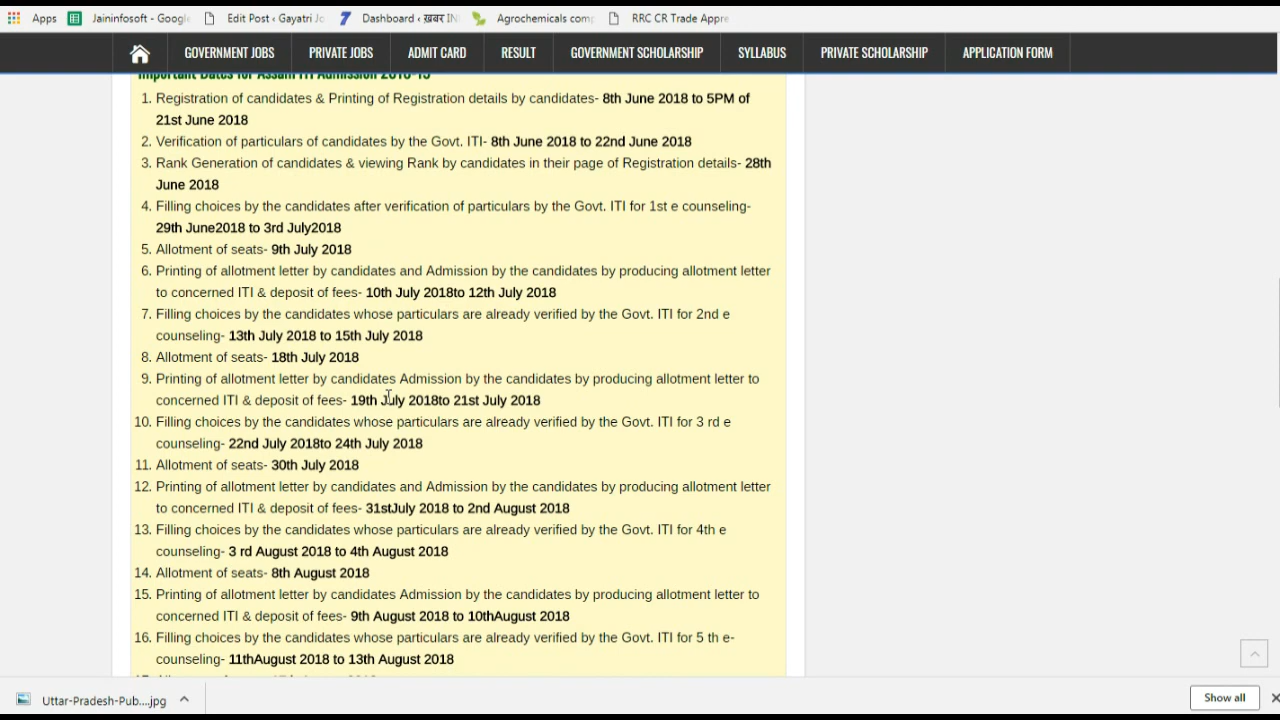 Apps Jaininfosoft - Google Edit Post ‹ Gayatri Jo Dashboard ‹ ख़बर IN Agrochemicals com RRC CR Trade Appre
GOVERNMENT JOBS PRIVATE JOBS ADMIT CARD RESULT GOVERNMENT SCHOLARSHIP SYLLABUS PRIVATE SCHOLARSHIP APPLICATION FORM
Important Dates for Assam ITI Admission
1. Registration of candidates & Printing of Registration details by candidates- 8th June 2018 to 5PM of
21st June 2018
2. Verification of particulars of candidates by the Govt. ITI- 8th June 2018 to 22nd June 2018
3. Rank Generation of candidates & viewing Rank by candidates in their page of Registration details- 28th
June 2018
4. Filling choices by the candidates after verification of particulars by the Govt. ITI for 1st e counseling-
29th June2018 to 3rd July2018
5. Allotment of seats- 9th July 2018
6. Printing of allotment letter by candidates and Admission by the candidates by producing allotment letter
to concerned ITI & deposit of fees- 10th July 2018to 12th July 2018
7. Filling choices by the candidates whose particulars are already verified by the Govt. ITI for 2nd e
counseling- 13th July 2018 to 15th July 2018
8. Allotment of seats- 18th July 2018
9. Printing of allotment letter by candidates Admission by the candidates by producing allotment letter to
concerned ITI & deposit of fees- 19th July 2018to 21st July 2018
10. Filling choices by the candidates whose particulars are already verified by the Govt. ITI for 3 rd e
counseling- 22nd July 2018to 24th July 2018
11. Allotment of seats- 30th July 2018
12. Printing of allotment letter by candidates and Admission by the candidates by producing allotment letter
to concerned ITI & deposit of fees- 31stJuly 2018 to 2nd August 2018
13. Filling choices by the candidates whose particulars are already verified by the Govt. ITI for 4th e
counseling- 3 rd August 2018 to 4th August 2018
14. Allotment of seats- 8th August 2018
15. Printing of allotment letter by candidates Admission by the candidates by producing allotment letter to
concerned ITI & deposit of fees- 9th August 2018 to 10thAugust 2018
16. Filling choices by the candidates whose particulars are already verified by the Govt. ITI for 5 th e-
counseling- 11thAugust 2018 to 13th August 2018
Uttar-Pradesh-Pub....jpg Show all